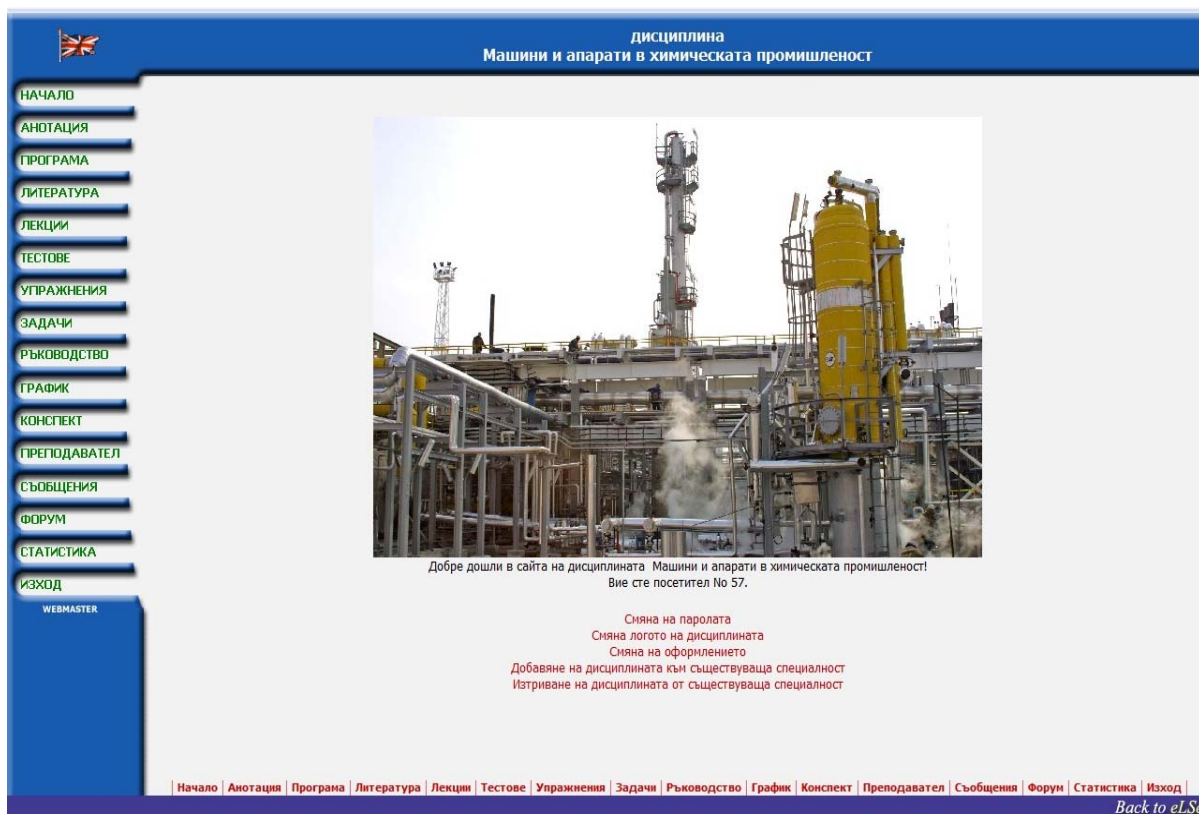 дисциплина
Машини и апарати в химическата промишленост
НАЧАЛО
АНОТАЦИЯ
ПРОГРАМА
ЛИТЕРАТУРА
ЛЕКЦИИ
ТЕСТОВЕ
УПРАЖНЕНИЯ
ЗАДАЧИ
РЪКОВОДСТВО
ГРАФИК
КОНСПЕКТ
ПРЕПОДАВАТЕЛ
СЪОБЩЕНИЯ
ФОРУМ
СТАТИСТИКА
ИЗХОД
WEBMASTER
Добре дошли в сайта на дисциплината Машини и апарати в химическата промишленост!
Вие сте посетител No 57.
Смяна на паролата
Смяна логото на дисциплината
Смяна на оформлението
Добавяне на дисциплината към съществуваща специалност
Изтриване на дисциплината от съществуваща специалност
| Начало | Анотация | Програма | Литература | Лекции | Тестове | Упражнения | Задачи | Ръководство | График | Конспект | Преподавател | Съобщения | Форум | Статистика | Изход |
Back to